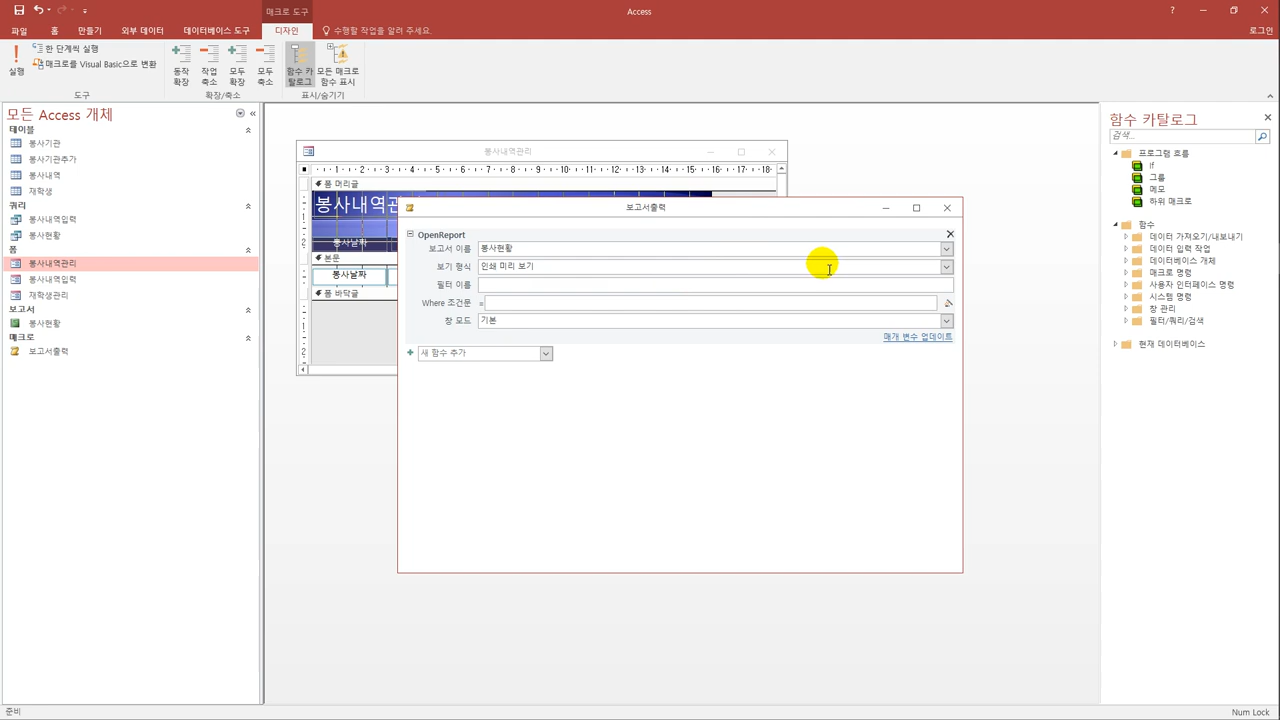 매크로 도구
Access
파일 홈 만들기 외부 데이터 데이터베이스 도구 디자인 수행할 작업을 알려 주세요. 로그인
실행
한 단계씩 실행
매크로를 Visual Basic으로 변환
도구
동작 확장
작업 축소
모두 확장
모두 축소
확장/축소
함수 카탈로그
모든 매크로 함수 표시
표시/숨기기
모든 Access 개체
테이블
봉사기관
봉사기관추가
봉사내역
재학생
쿼리
봉사내역입력
봉사현황
폼
봉사내역관리
봉사내역입력
재학생관리
보고서
봉사현황
매크로
보고서출력
봉사내역관리
폼 머리글
봉사내역관
봉사날짜
본문
봉사날짜
폼 바닥글
보고서출력
OpenReport
보고서 이름 봉사현황
보기 형식 인쇄 미리 보기
필터 이름
Where 조건문 =
창 모드 기본
매개 변수 업데이트
새 함수 추가
함수 카탈로그
검색...
프로그램 흐름
If
그룹
메모
하위 매크로
함수
데이터 가져오기/내보내기
데이터 입력 작업
데이터베이스 개체
매크로 명령
사용자 인터페이스 명령
시스템 명령
창 관리
필터/쿼리/검색
현재 데이터베이스
준비
Num Lock